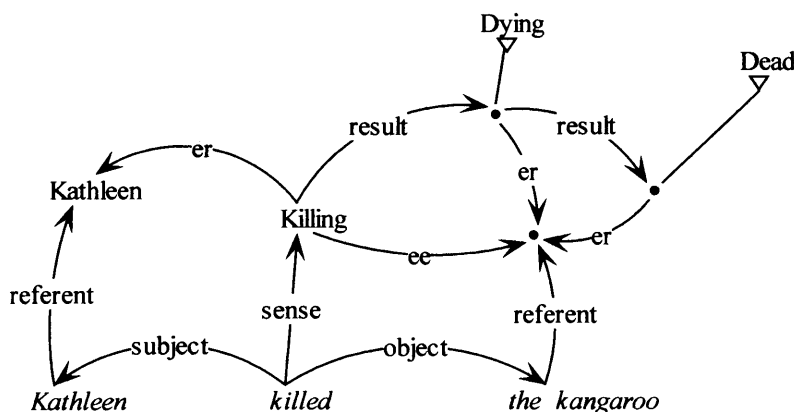 Dying
Dead
result
result
er
er
Kathleen
Killing
er
ee
referent
sense
referent
subject
object
Kathleen killed the kangaroo